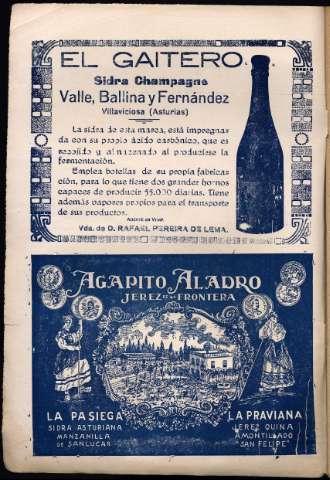 EL GAITERO
Sidra Champagne
Valle, Ballina y Fernández
Villaviciosa (Asturias)
La sidra de esta marca, está impregnada
da con su propio ácido carbónico, que es
recogido y almacenado al producirse la
fermentación.
Emplea botellas de su propia fabrica-
ción, para lo que tiene dos grandes hornos
capaces de producir 55.000 diarias. Tiene
además vapores propios para el transporte
de sus productos.
Agente en Vigo:
Vda. de D. RAFAEL PEREIRA DE LEMA.
AGAPITO ALADRO
JEREZ DE LA FRONTERA
LA PASIEGA
SIDRA ASTURIANA
MANZANILLA
DE SANLUCAR
LA PRAVIANA
JEREZ QUINA
AMONTILLADO
"SAN FELIPE"